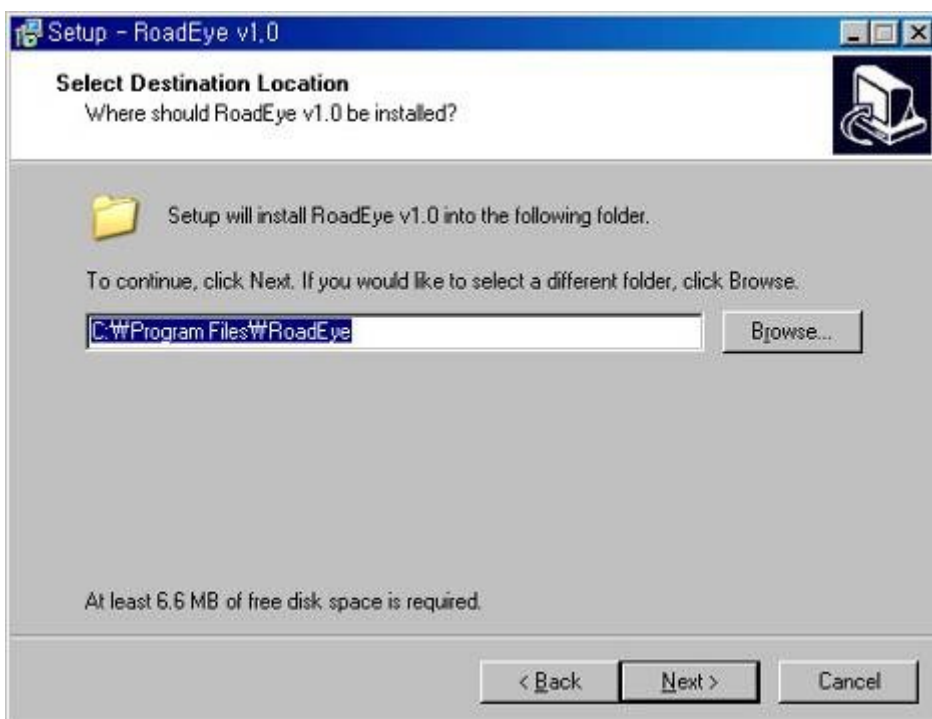 Setup - RoadEye v1.0
Select Destination Location
Where should RoadEye v1.0 be installed?
Setup will install RoadEye v1.0 into the following folder.
To continue, click Next. If you would like to select a different folder, click Browse.
C:₩Program Files₩RoadEye
Browse...
At least 6.6 MB of free disk space is required.
< Back
Next >
Cancel